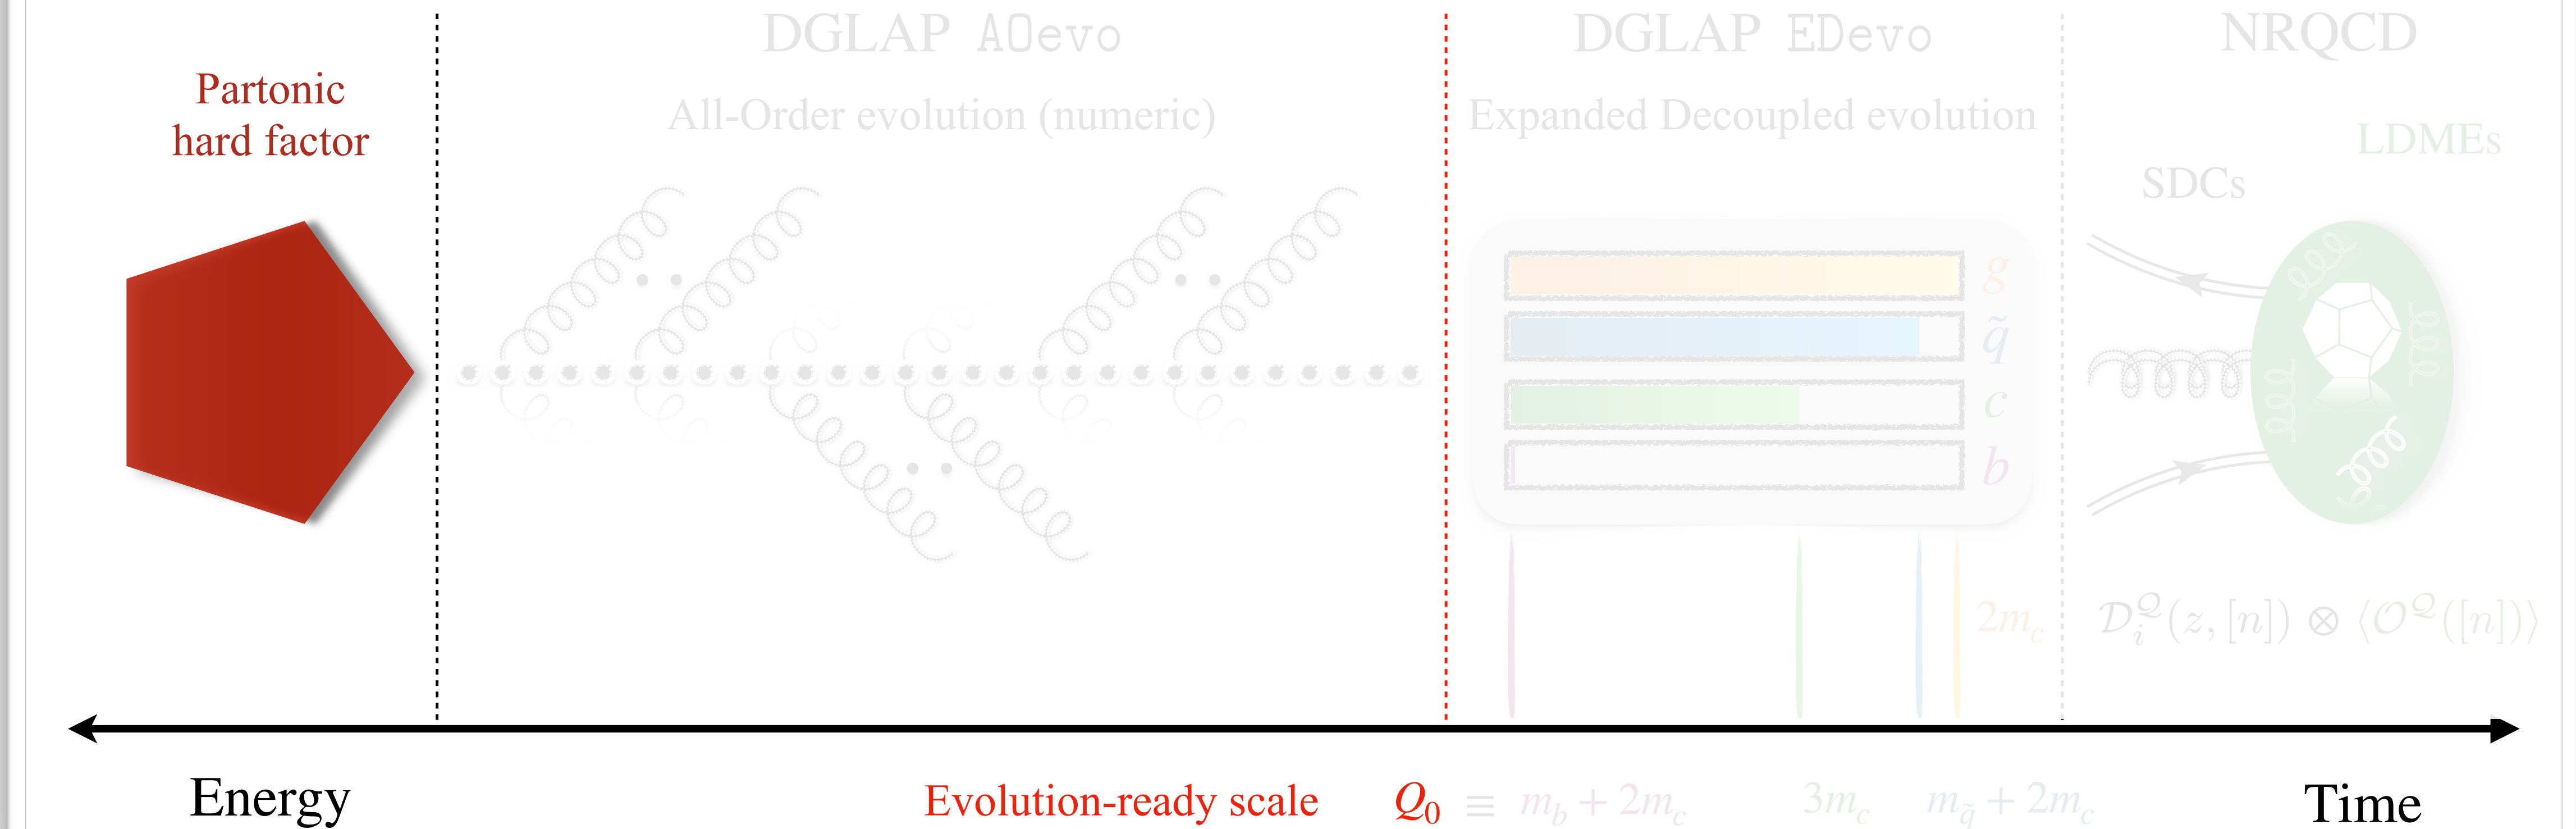 DGLAP AOevo
DGLAP EDevo
NRQCD
Partonic
hard factor
All-Order evolution (numeric)
Expanded Decoupled evolution
LDMEs
SDCs
g
q̃
c
b
2m_c
𝒟_i^𝒬(z, [n]) ⊗ ⟨𝒪^𝒬([n])⟩
Energy
Evolution-ready scale Q_0 ≡ m_b + 2m_c 3m_c m_q̃ + 2m_c
Time